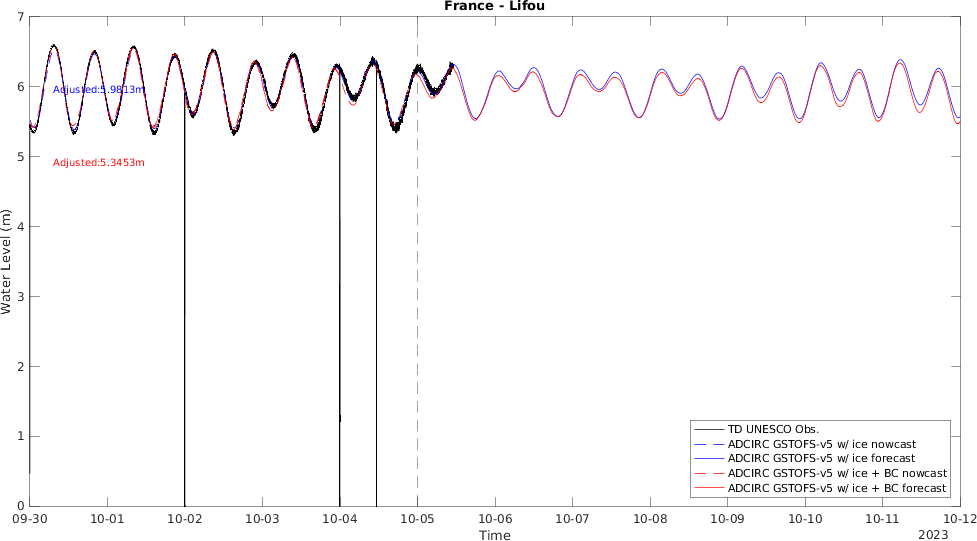 France - Lifou
7
6
5
4
3
2
1
0
Water Level (m)
Adjusted:5.9813m
Adjusted:5.3453m
TD UNESCO Obs.
ADCIRC GSTOFS-v5 w/ ice nowcast
ADCIRC GSTOFS-v5 w/ ice forecast
ADCIRC GSTOFS-v5 w/ ice + BC nowcast
ADCIRC GSTOFS-v5 w/ ice + BC forecast
09-30 10-01 10-02 10-03 10-04 10-05 10-06 10-07 10-08 10-09 10-10 10-11 10-12
Time
2023